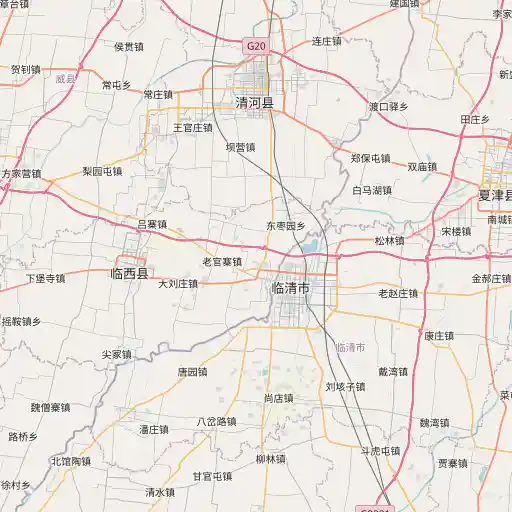 章台镇
建国镇
李家
侯贯镇
连庄镇
G20
贺钊镇
威县
常屯乡
常庄镇
清河县
渡口驿乡
田庄乡
王官庄镇
坝营镇
郑保屯镇
双庙镇
方家营镇
梨园屯镇
白马湖镇
夏津县
南城镇
吕寨镇
东枣园乡
宋楼镇
松林镇
老官寨镇
临西县
下堡寺镇
大刘庄镇
临清市
老赵庄镇
金郝庄镇
摇鞍镇乡
康庄镇
临清市
尖冢镇
唐园镇
戴湾镇
刘垓子镇
尚店镇
魏僧寨镇
八岔路镇
魏湾镇
路桥乡
潘庄镇
斗虎屯镇
北馆陶镇
柳林镇
贾寨镇
甘官屯镇
徐村乡
清水镇